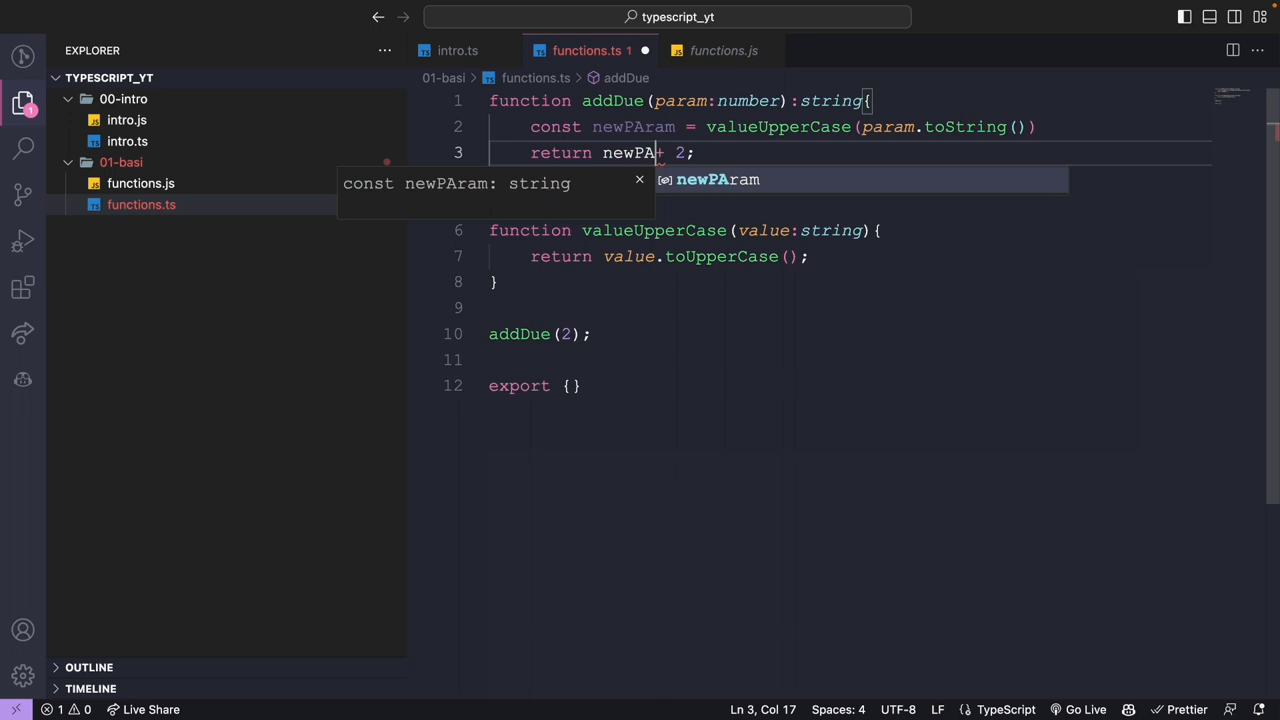 typescript_yt
EXPLORER
TYPESCRIPT_YT
00-intro
intro.js
intro.ts
01-basi
functions.js
functions.ts
OUTLINE
TIMELINE
intro.ts
functions.ts 1
functions.js
01-basi > functions.ts > addDue
1 function addDue(param:number):string{
2 const newPAram = valueUpperCase(param.toString())
3 return newPA+ 2;
const newPAram: string
newPAram
6 function valueUpperCase(value:string){
7 return value.toUpperCase();
8 }
9
10 addDue(2);
11
12 export {}
1
1 0
Live Share
Ln 3, Col 17
Spaces: 4
UTF-8
LF
TypeScript
Go Live
Prettier